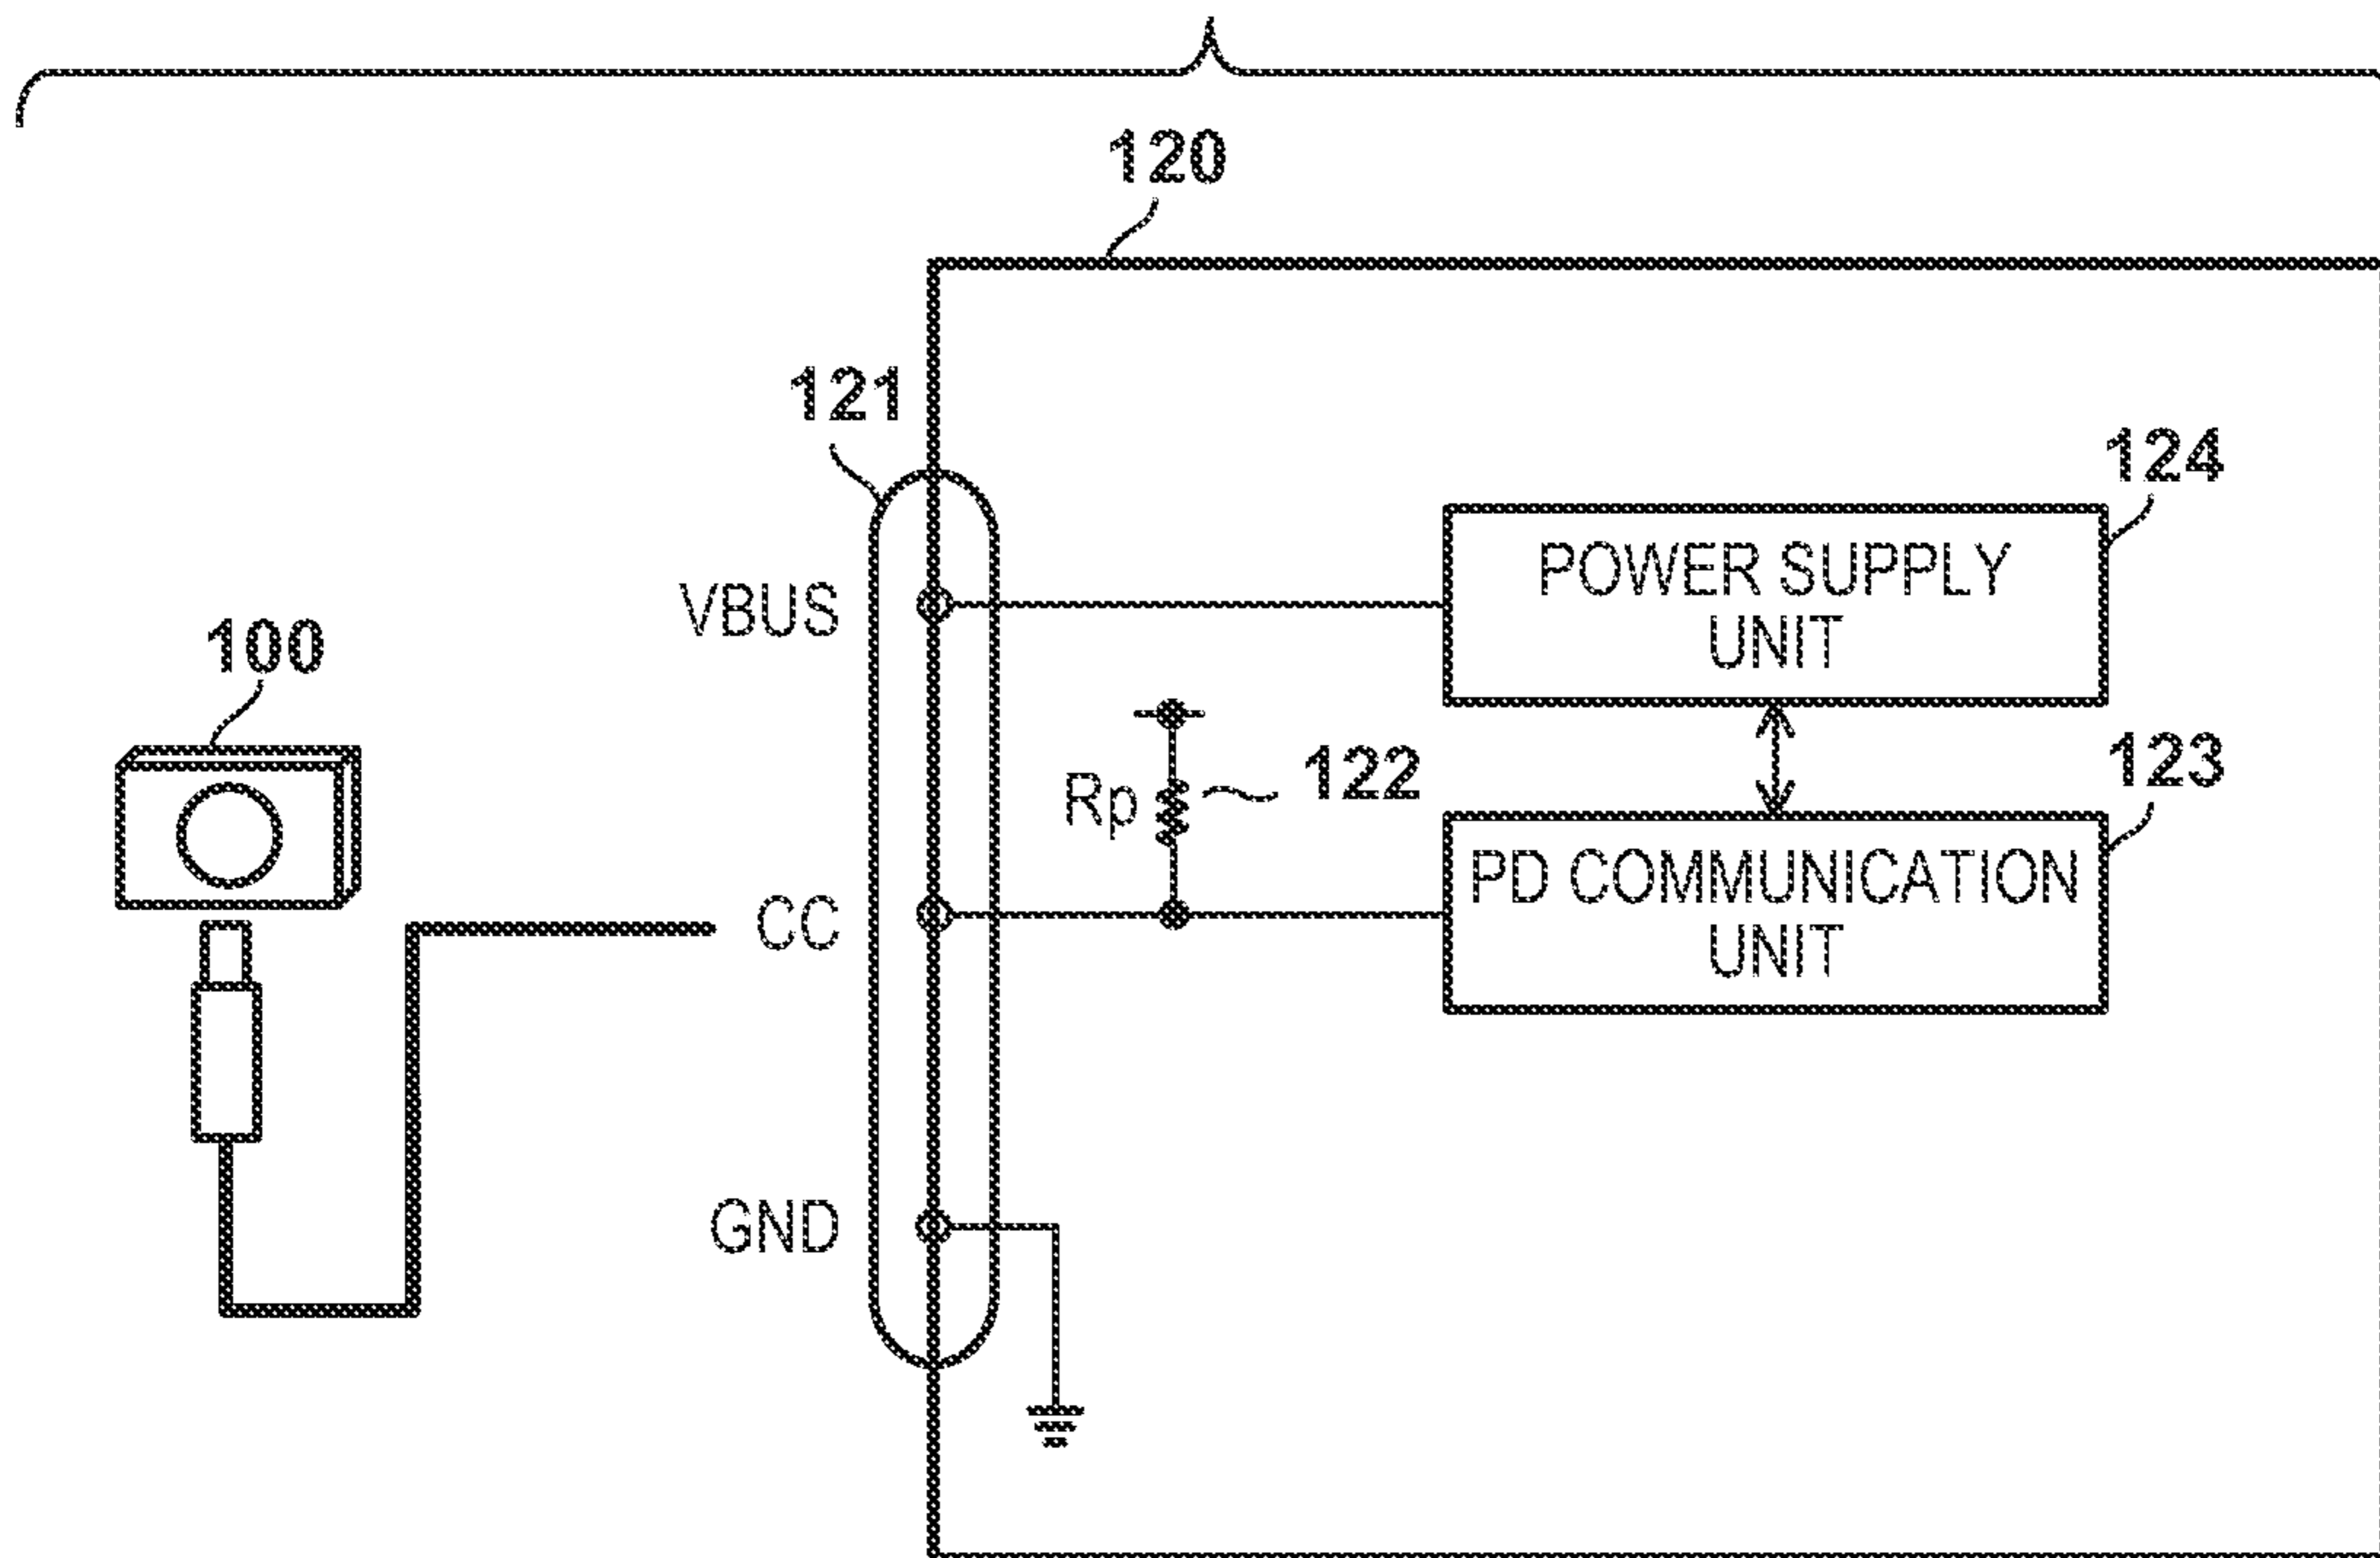 120
121
124
VBUS
POWER SUPPLY
UNIT
100
Rp
122
123
CC
PD COMMUNICATION
UNIT
GND